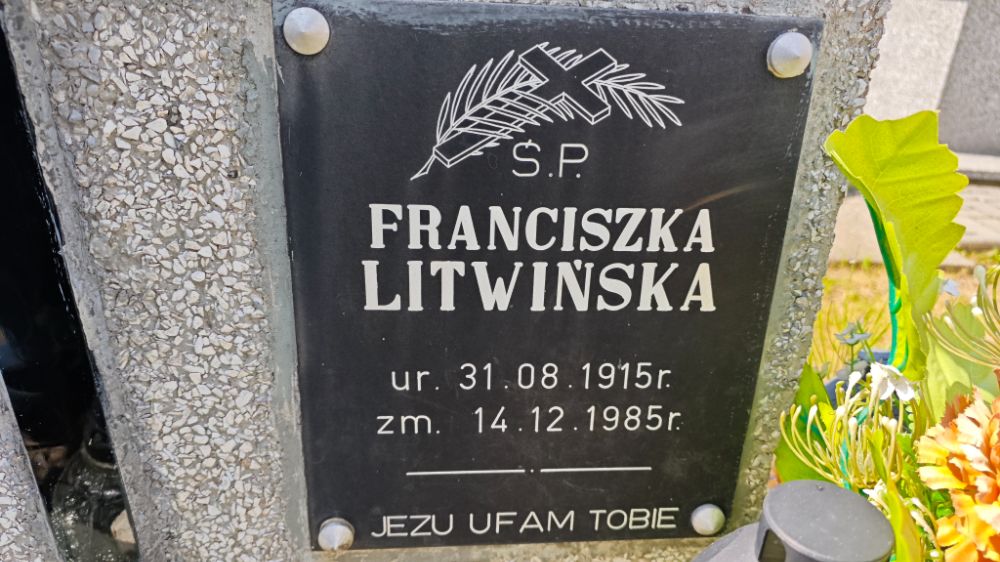 Ś.P.
FRANCISZKA
LITWIŃSKA
ur. 31.08.1915r.
zm. 14.12.1985r.
JEZU UFAM TOBIE